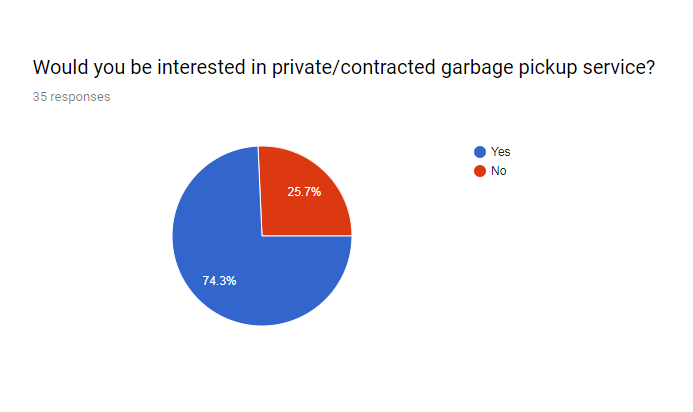 Would you be interested in private/contracted garbage pickup service?
35 responses
Yes
No
25.7%
74.3%